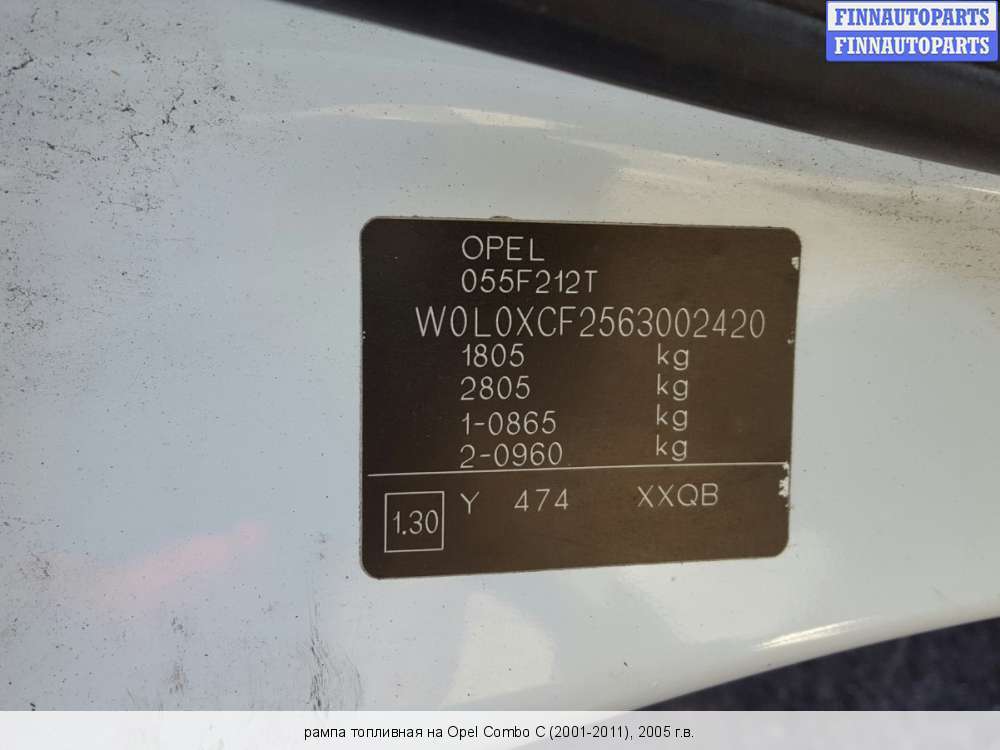 FINNAUTOPARTS
FINNAUTOPARTS
OPEL
055F212T
W0L0XCF2563002420
1805 kg
2805 kg
1-0865 kg
2-0960 kg
1.30 Y 474 XXQB
рампа топливная на Opel Combo C (2001-2011), 2005 г.в.